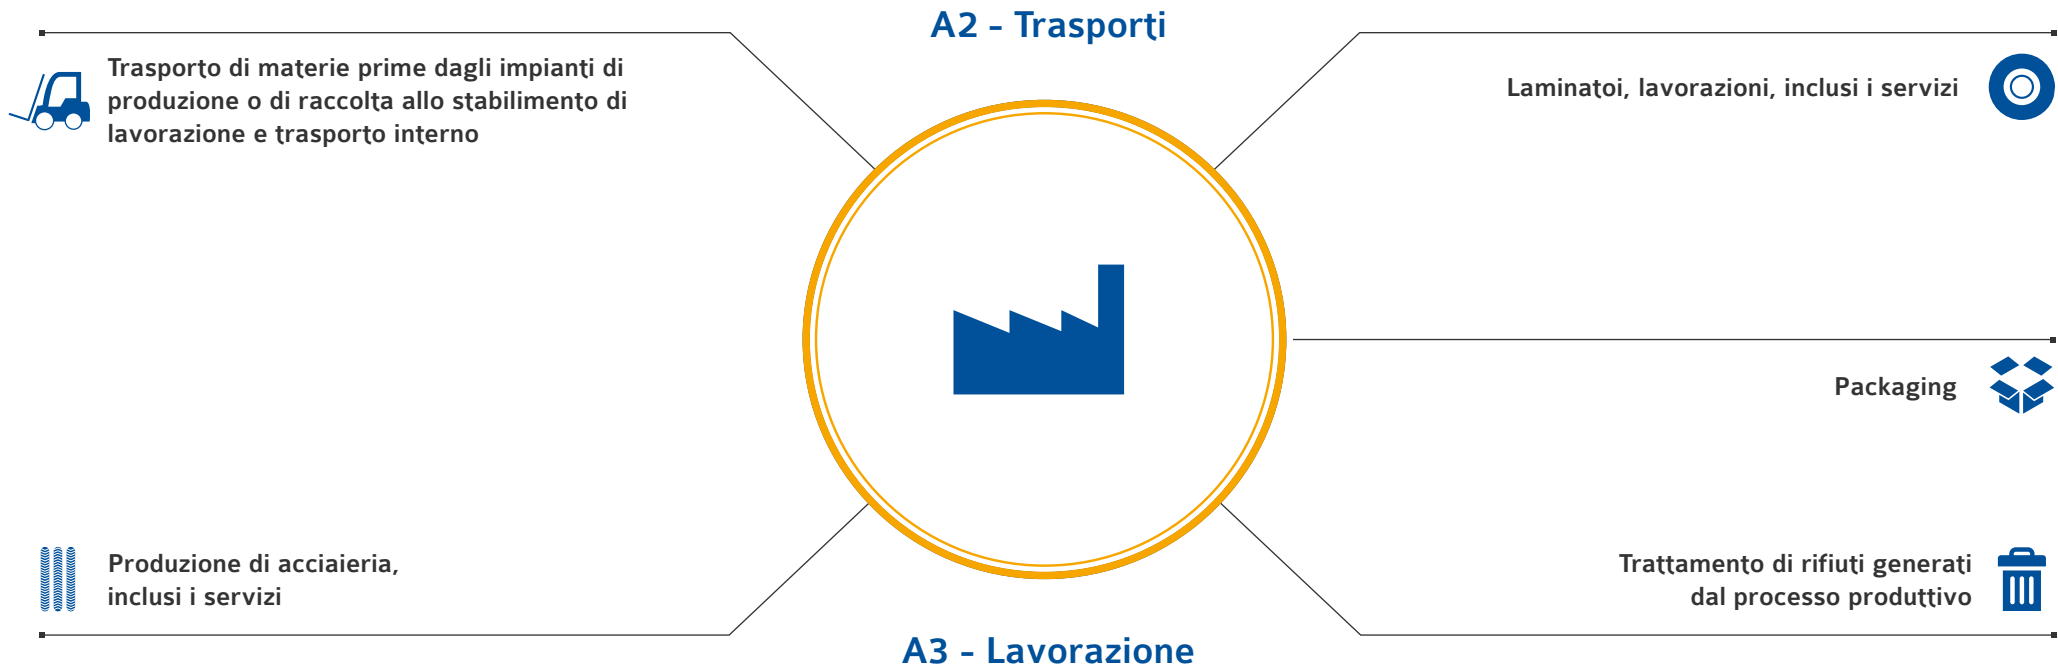 A2 - Trasporti
Trasporto di materie prime dagli impianti di
produzione o di raccolta allo stabilimento di
lavorazione e trasporto interno
Laminatoi, lavorazioni, inclusi i servizi
Packaging
Produzione di acciaieria,
inclusi i servizi
Trattamento di rifiuti generati
dal processo produttivo
A3 - Lavorazione